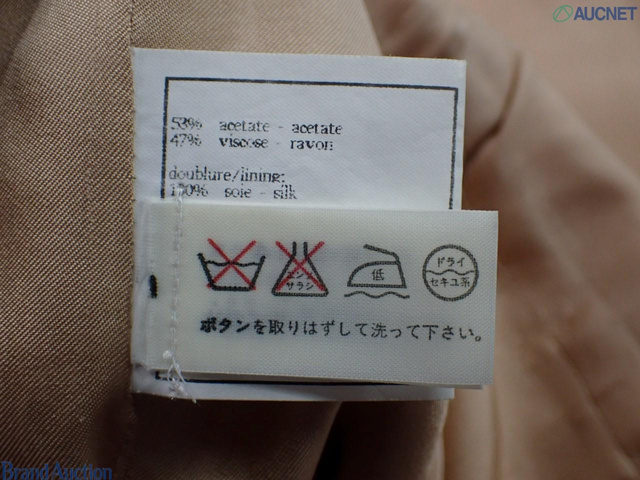 AUCNET
53% acetate - acetate
47% viscose - rayon
doublure/lining:
100% soie - silk
エンソ
サラシ
低
ドライ
セキユ系
ボタンを取りはずして洗って下さい。
Brand Auction